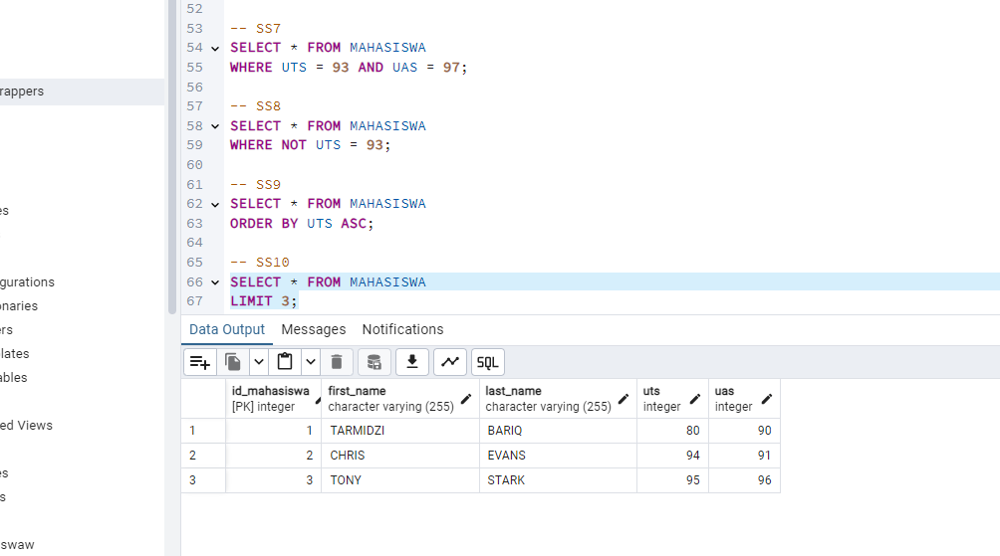 52
53 -- SS7
54 SELECT * FROM MAHASISWA
55 WHERE UTS = 93 AND UAS = 97;
56
57 -- SS8
58 SELECT * FROM MAHASISWA
59 WHERE NOT UTS = 93;
60
61 -- SS9
62 SELECT * FROM MAHASISWA
63 ORDER BY UTS ASC;
64
65 -- SS10
66 SELECT * FROM MAHASISWA
67 LIMIT 3;
rappers
es
gurations
onaries
ers
lates
ables
ed Views
es
s
swaw
Data Output Messages Notifications
SQL
id_mahasiswa first_name last_name uts uas
[PK] integer character varying (255) character varying (255) integer integer
1 1 TARMIDZI BARIQ 80 90
2 2 CHRIS EVANS 94 91
3 3 TONY STARK 95 96